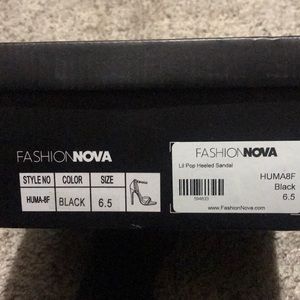 FASHIONNOVA
STYLE NO COLOR SIZE
HUMA-8F BLACK 6.5
FASHIONNOVA
Lil Pop Heeled Sandal
HUMA8F
Black
6.5
www.FashionNova.com